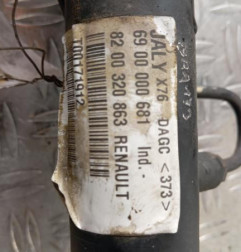 JALY X76 DAGC <373>
69 00 000 681 Ind.-
82 00 320 863 RENAULT